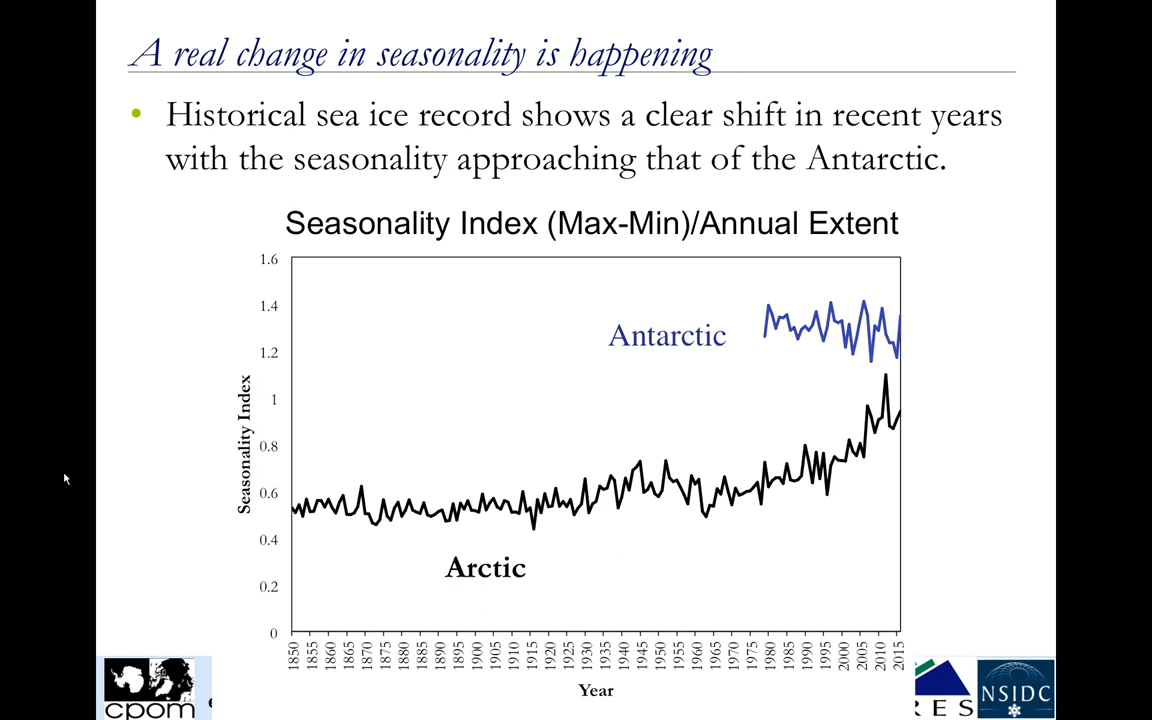 A real change in seasonality is happening
• Historical sea ice record shows a clear shift in recent years
with the seasonality approaching that of the Antarctic.
Seasonality Index (Max-Min)/Annual Extent
1.6
1.4
1.2
1
0.8
0.6
0.4
0.2
0
Seasonality Index
Antarctic
Arctic
1850 1855 1860 1865 1870 1875 1880 1885 1890 1895 1900 1905 1910 1915 1920 1925 1930 1935 1940 1945 1950 1955 1960 1965 1970 1975 1980 1985 1990 1995 2000 2005 2010 2015
Year
cpom
RES
NSIDC